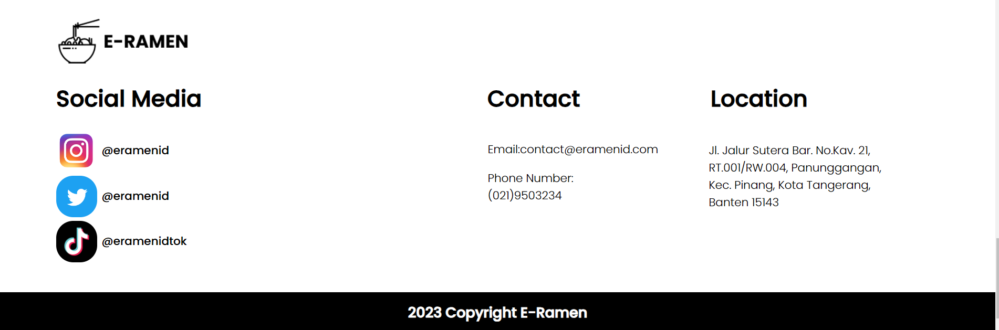 E-RAMEN
Social Media
@eramenid
@eramenid
@eramenidtok
Contact
Email:contact@eramenid.com
Phone Number:
(021)9503234
Location
Jl. Jalur Sutera Bar. No.Kav. 21,
RT.001/RW.004, Panunggangan,
Kec. Pinang, Kota Tangerang,
Banten 15143
2023 Copyright E-Ramen